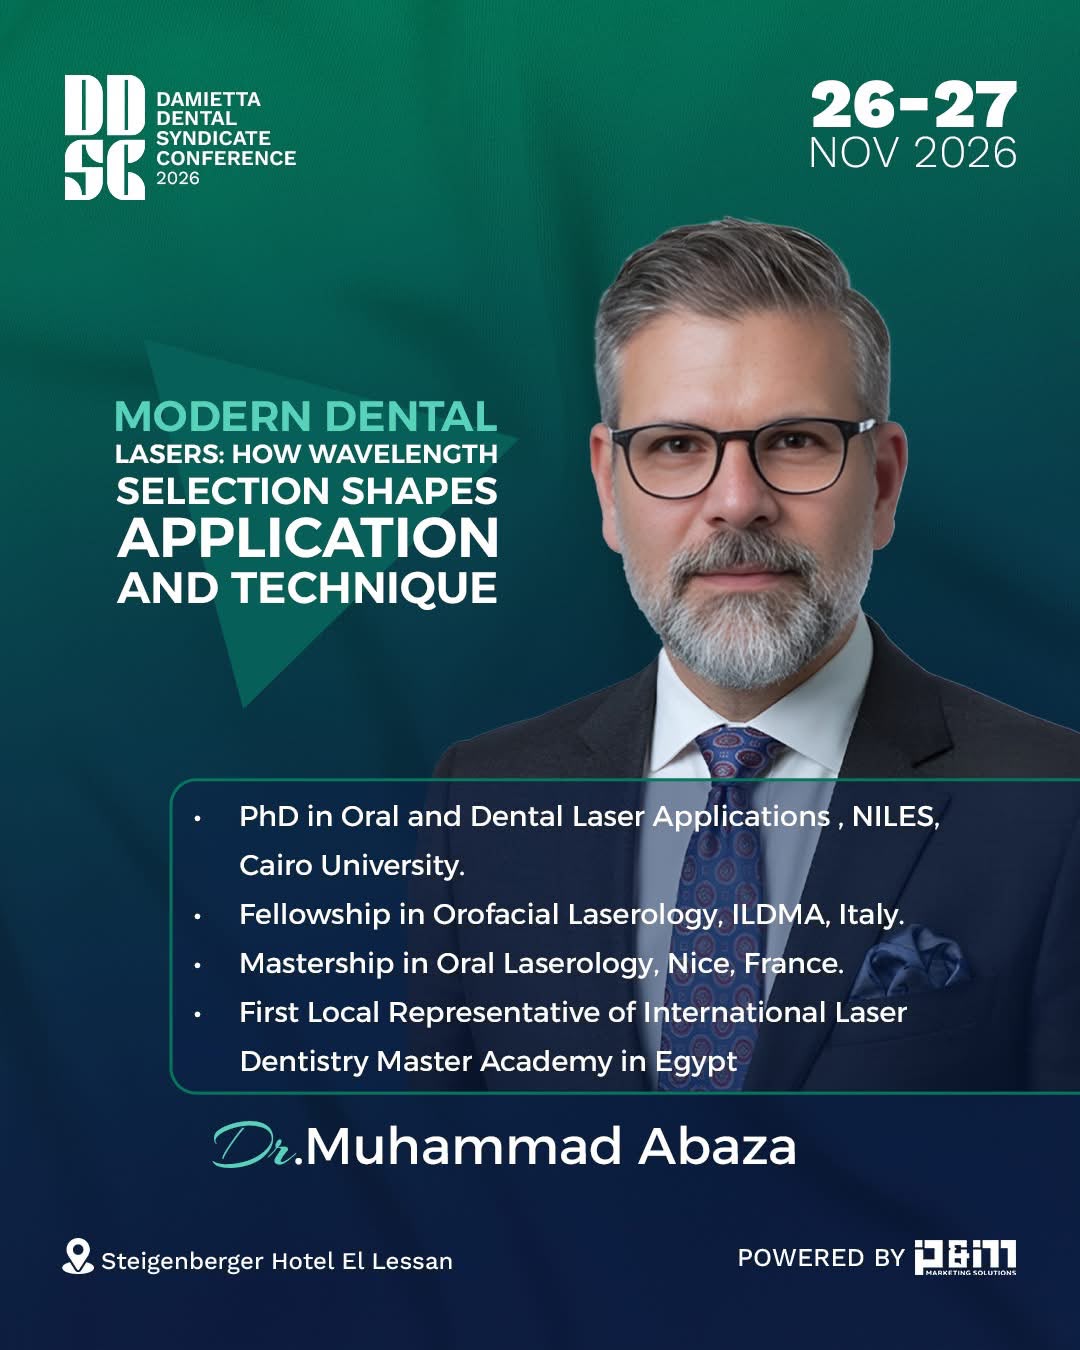 DDSC
DAMIETTA
DENTAL
SYNDICATE
CONFERENCE
2026
26-27
NOV 2026
MODERN DENTAL
LASERS: HOW WAVELENGTH
SELECTION SHAPES
APPLICATION
AND TECHNIQUE
• PhD in Oral and Dental Laser Applications , NILES,
Cairo University.
• Fellowship in Orofacial Laserology, ILDMA, Italy.
• Mastership in Oral Laserology, Nice, France.
• First Local Representative of International Laser
Dentistry Master Academy in Egypt
Dr.Muhammad Abaza
Steigenberger Hotel El Lessan
POWERED BY P&M
MARKETING SOLUTIONS